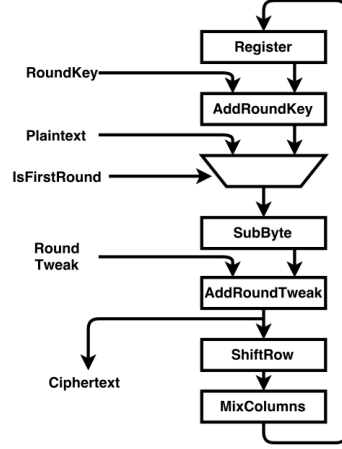 Register
RoundKey
AddRoundKey
Plaintext
IsFirstRound
SubByte
Round
Tweak
AddRoundTweak
ShiftRow
Ciphertext
MixColumns